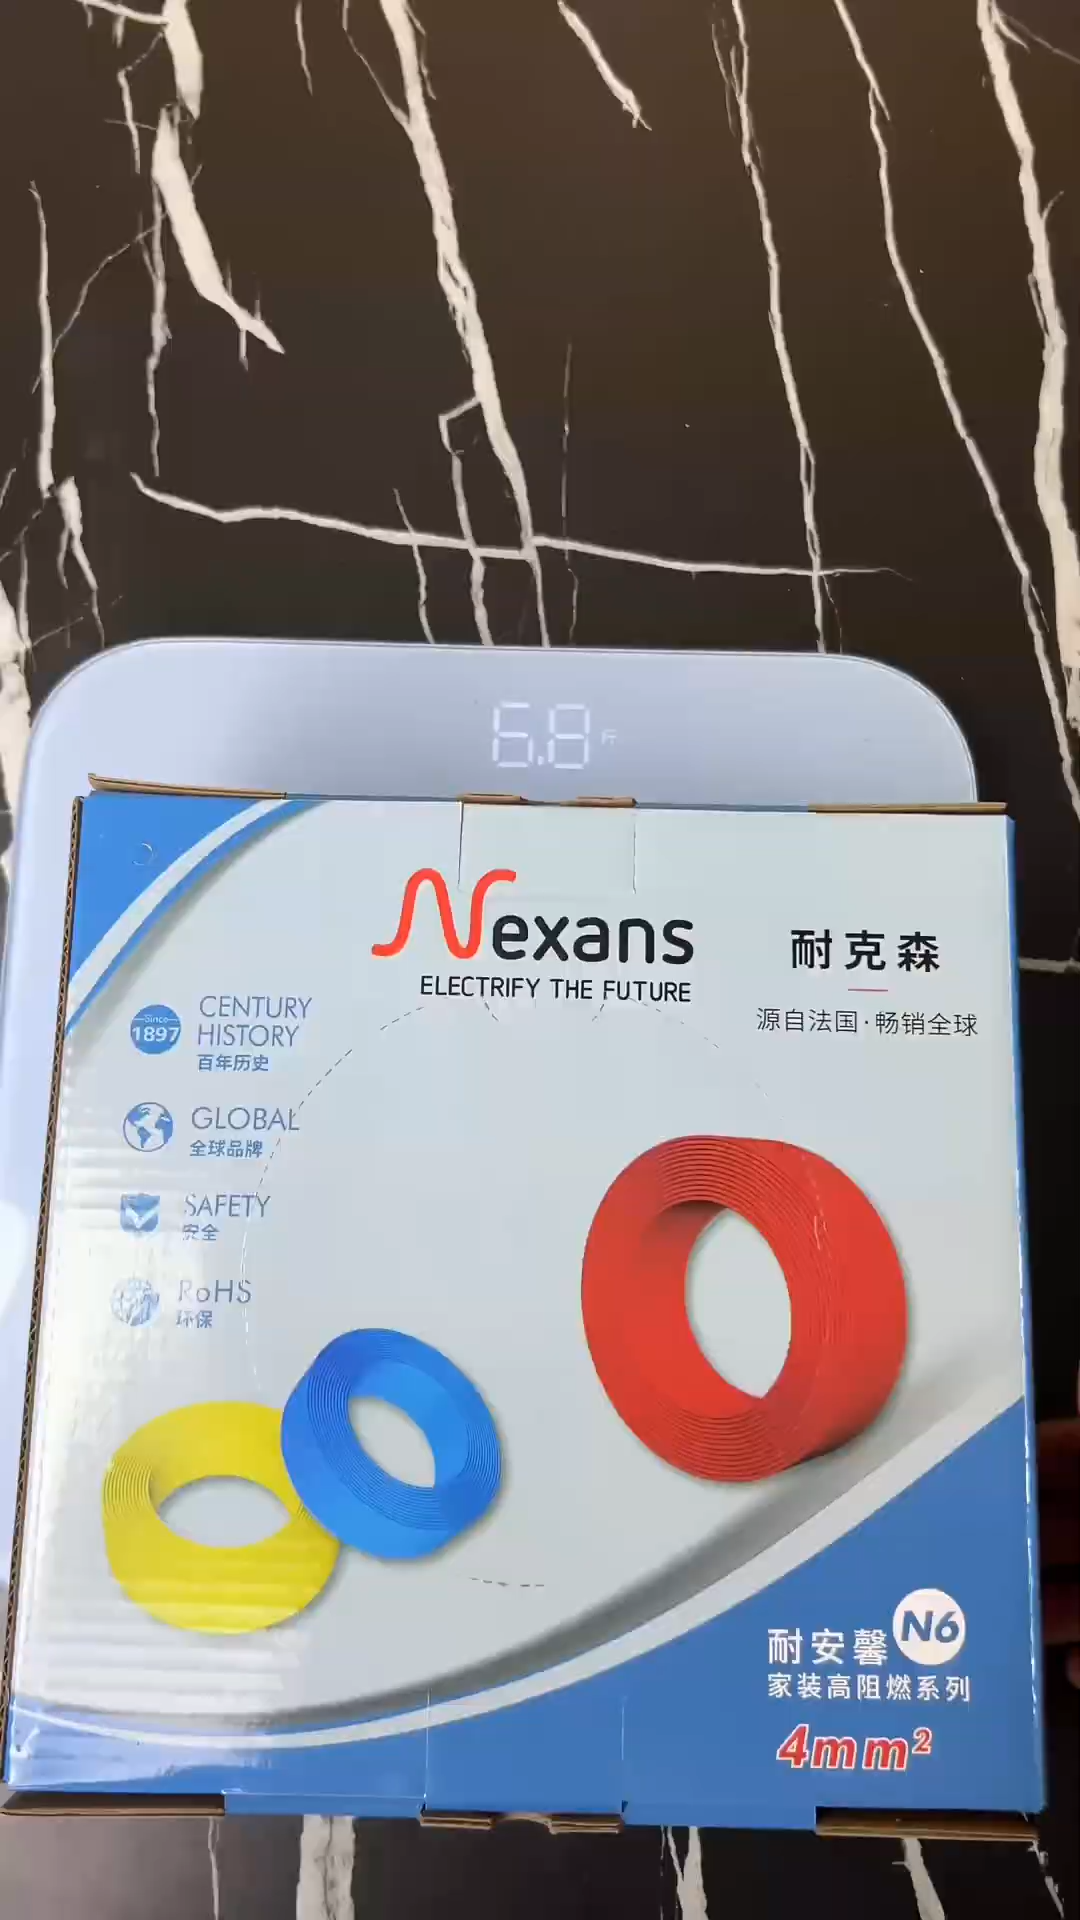 6.8斤
Nexans
ELECTRIFY THE FUTURE
耐克森
源自法国·畅销全球
Since
1897
CENTURY
HISTORY
百年历史
GLOBAL
全球品牌
SAFETY
安全
RoHS
环保
耐安馨 N6
家装高阻燃系列
4mm²